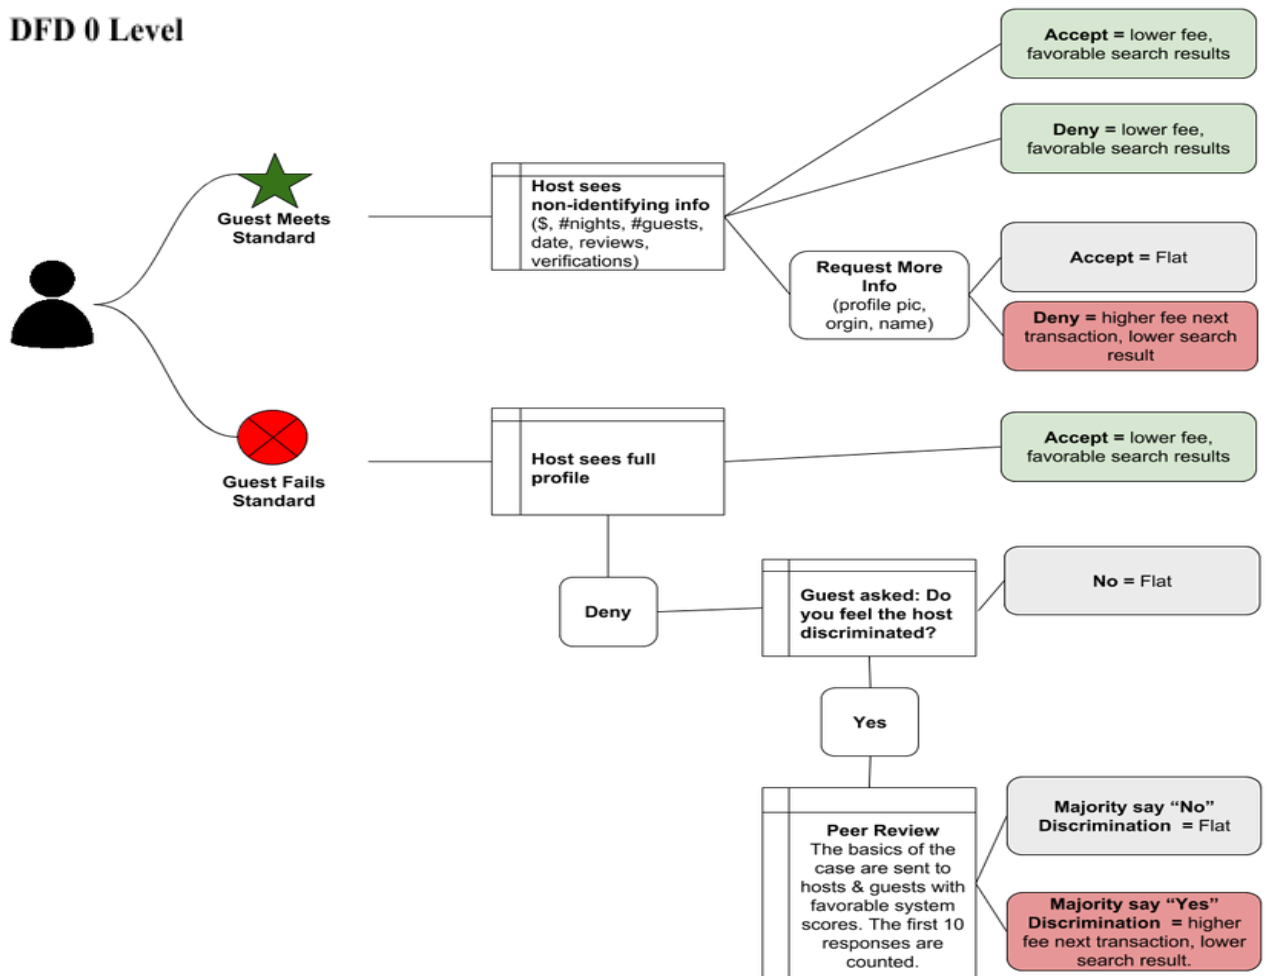 DFD 0 Level
Accept = lower fee,
favorable search results
Deny = lower fee,
favorable search results
Guest Meets
Standard
Host sees
non-identifying info
($, #nights, #guests,
date, reviews,
verifications)
Request More
Info
(profile pic,
orgin, name)
Accept = Flat
Deny = higher fee next
transaction, lower search
result
Guest Fails
Standard
Host sees full
profile
Accept = lower fee,
favorable search results
Deny
Guest asked: Do
you feel the host
discriminated?
No = Flat
Yes
Peer Review
The basics of the
case are sent to
hosts & guests with
favorable system
scores. The first 10
responses are
counted.
Majority say “No”
Discrimination = Flat
Majority say “Yes”
Discrimination = higher
fee next transaction, lower
search result.